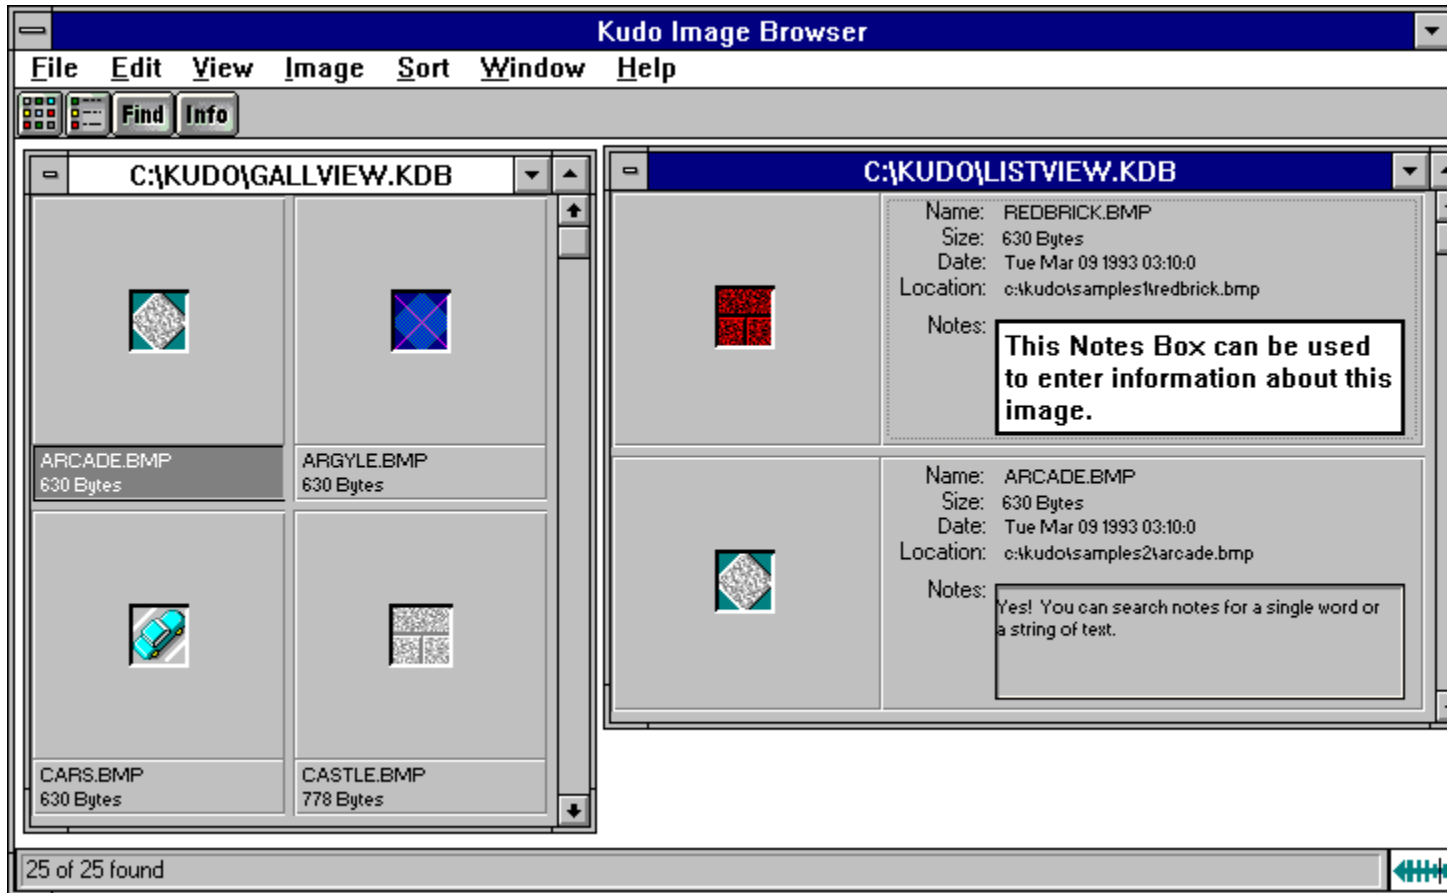 Kudo Image Browser
File Edit View Image Sort Window Help
Find Info
C:\KUDO\GALLVIEW.KDB
ARCADE.BMP
630 Bytes
ARGYLE.BMP
630 Bytes
CARS.BMP
630 Bytes
CASTLE.BMP
778 Bytes
C:\KUDO\LISTVIEW.KDB
Name: REDBRICK.BMP
Size: 630 Bytes
Date: Tue Mar 09 1993 03:10:0
Location: c:\kudo\samples1\redbrick.bmp
Notes:
This Notes Box can be used
to enter information about this
image.
Name: ARCADE.BMP
Size: 630 Bytes
Date: Tue Mar 09 1993 03:10:0
Location: c:\kudo\samples2\arcade.bmp
Notes:
Yes! You can search notes for a single word or
a string of text.
25 of 25 found